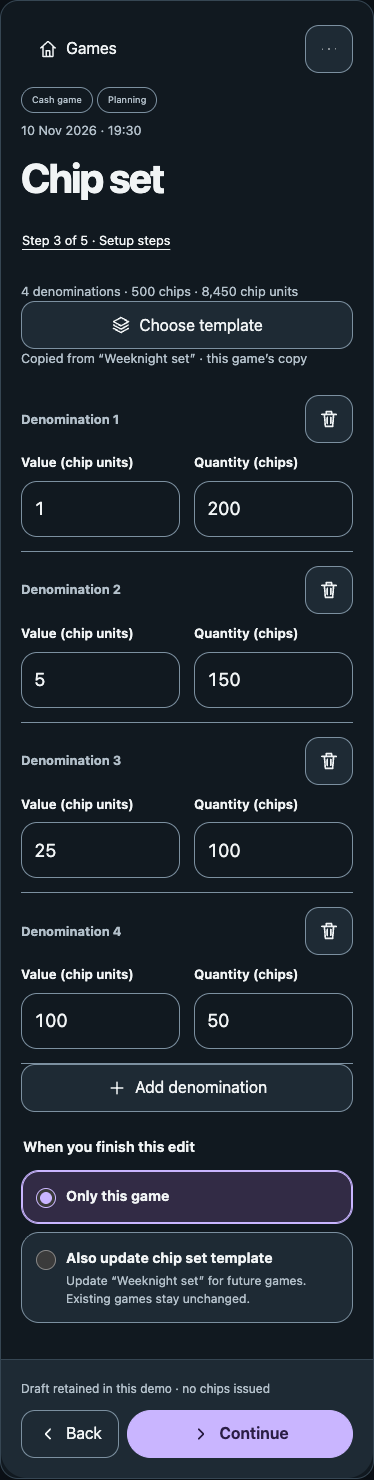 Games
Cash game Planning
10 Nov 2026 · 19:30
Chip set
Step 3 of 5 · Setup steps
4 denominations · 500 chips · 8,450 chip units
Choose template
Copied from “Weeknight set” · this game’s copy
Denomination 1
Value (chip units) Quantity (chips)
1 200
Denomination 2
Value (chip units) Quantity (chips)
5 150
Denomination 3
Value (chip units) Quantity (chips)
25 100
Denomination 4
Value (chip units) Quantity (chips)
100 50
Add denomination
When you finish this edit
Only this game
Also update chip set template
Update “Weeknight set” for future games.
Existing games stay unchanged.
Draft retained in this demo · no chips issued
Back Continue